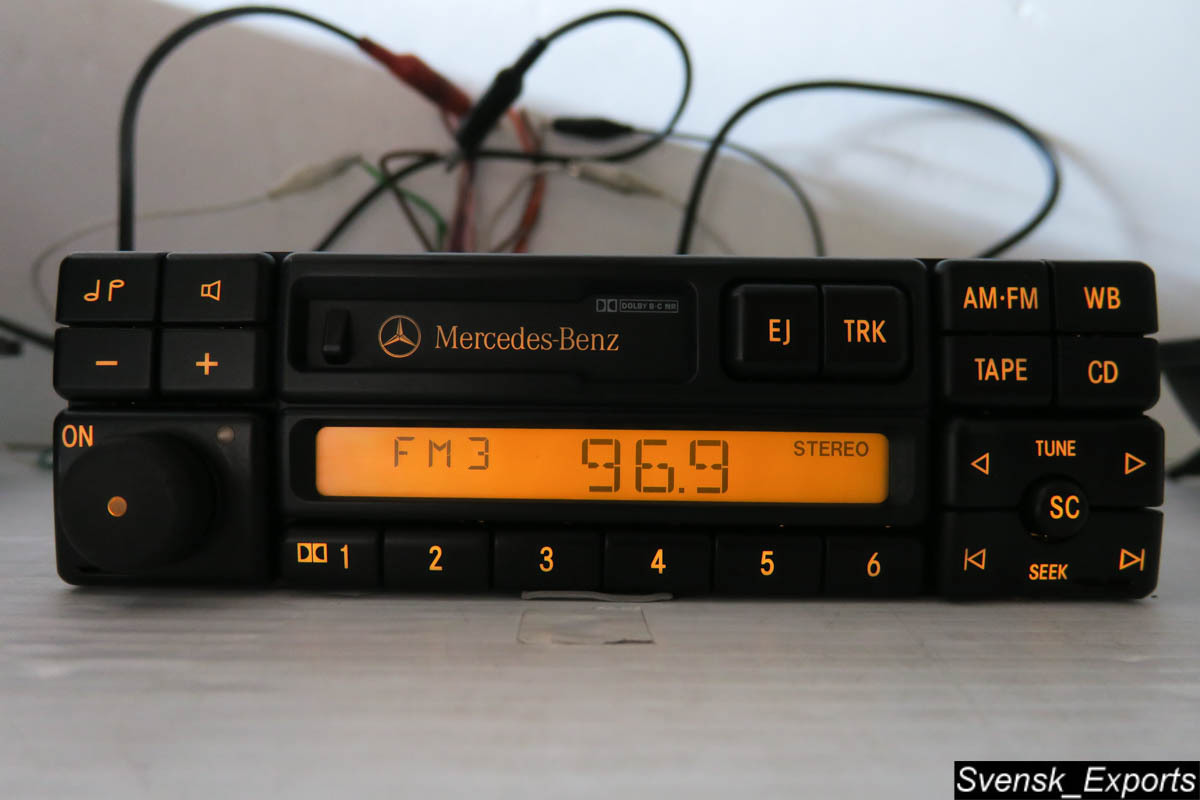 DOLBY B·C NR
Mercedes-Benz
EJ
TRK
AM·FM
WB
TAPE
CD
−
+
ON
FM3 96.9 STEREO
TUNE
SC
SEEK
1 2 3 4 5 6
Svensk_Exports